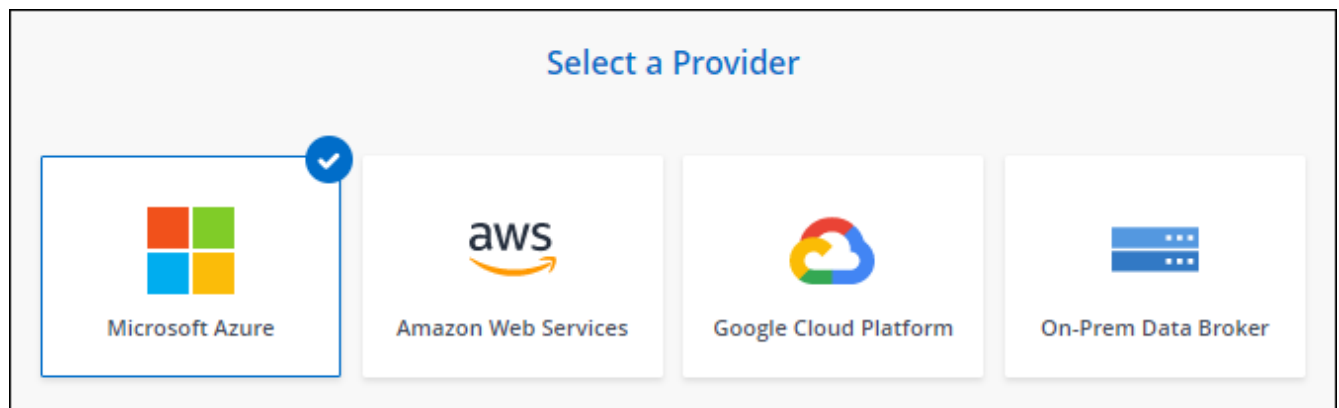 Select a Provider
aws
Microsoft Azure
Amazon Web Services
Google Cloud Platform
On-Prem Data Broker